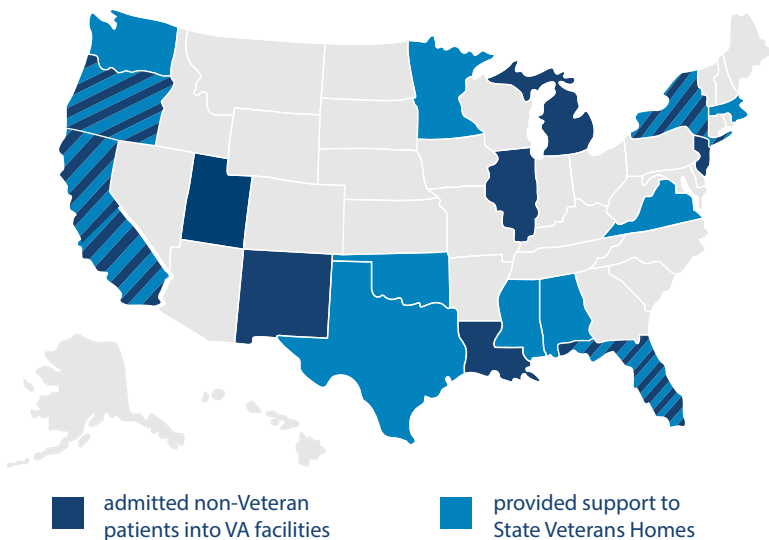 admitted non-Veteran
patients into VA facilities
provided support to
State Veterans Homes